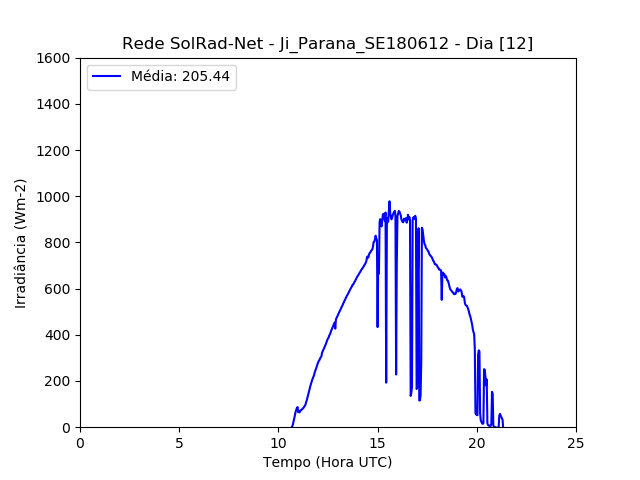 Rede SolRad-Net - Ji_Parana_SE180612 - Dia [12]
Média: 205.44
1600
1400
1200
1000
800
600
400
200
0
Irradiância (Wm-2)
0 5 10 15 20 25
Tempo (Hora UTC)